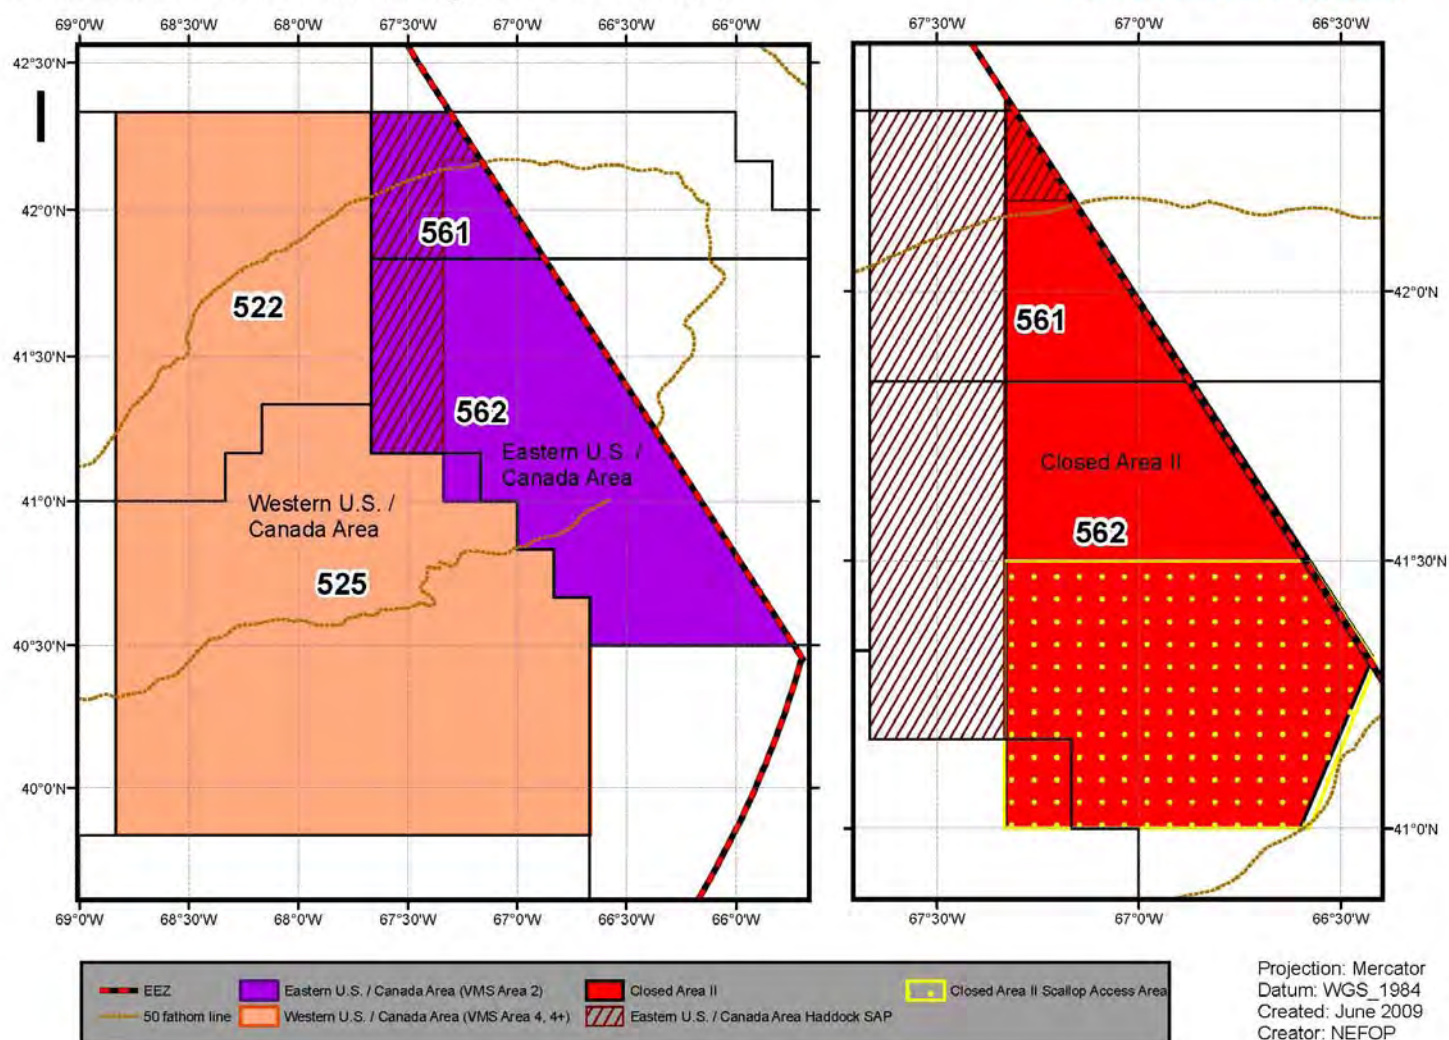 69°0'W 68°30'W 68°0'W 67°30'W 67°0'W 66°30'W 66°0'W
67°30'W 67°0'W 66°30'W
42°30'N
42°0'N
41°30'N
41°0'N
40°30'N
40°0'N
561
522
562
Eastern U.S. /
Canada Area
Western U.S. /
Canada Area
525
69°0'W 68°30'W 68°0'W 67°30'W 67°0'W 66°30'W 66°0'W
42°0'N
561
Closed Area II
562
41°30'N
41°0'N
67°30'W 67°0'W 66°30'W
EEZ
Eastern U.S. / Canada Area (VMS Area 2)
Closed Area II
Closed Area II Scallop Access Area
50 fathom line
Western U.S. / Canada Area (VMS Area 4, 4+)
Eastern U.S. / Canada Area Haddock SAP
Projection: Mercator
Datum: WGS_1984
Created: June 2009
Creator: NEFOP